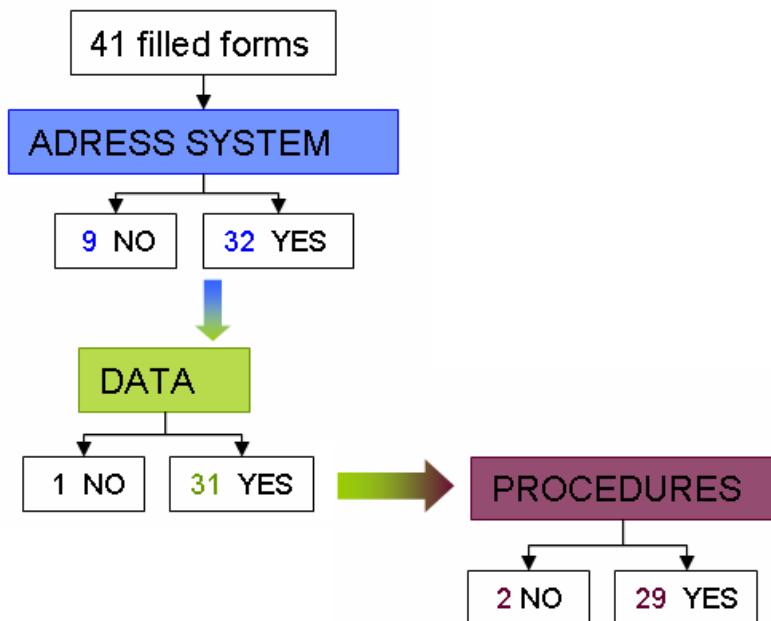 41 filled forms
ADRESS SYSTEM
9 NO
32 YES
DATA
1 NO
31 YES
PROCEDURES
2 NO
29 YES